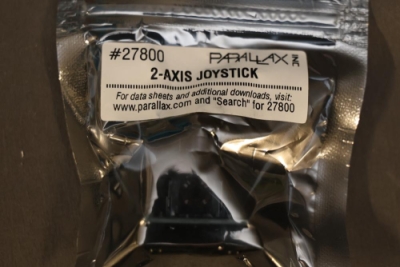 #27800 PARALLAX INC
2-AXIS JOYSTICK
For data sheets and additional downloads, visit:
www.parallax.com and "Search" for 27800